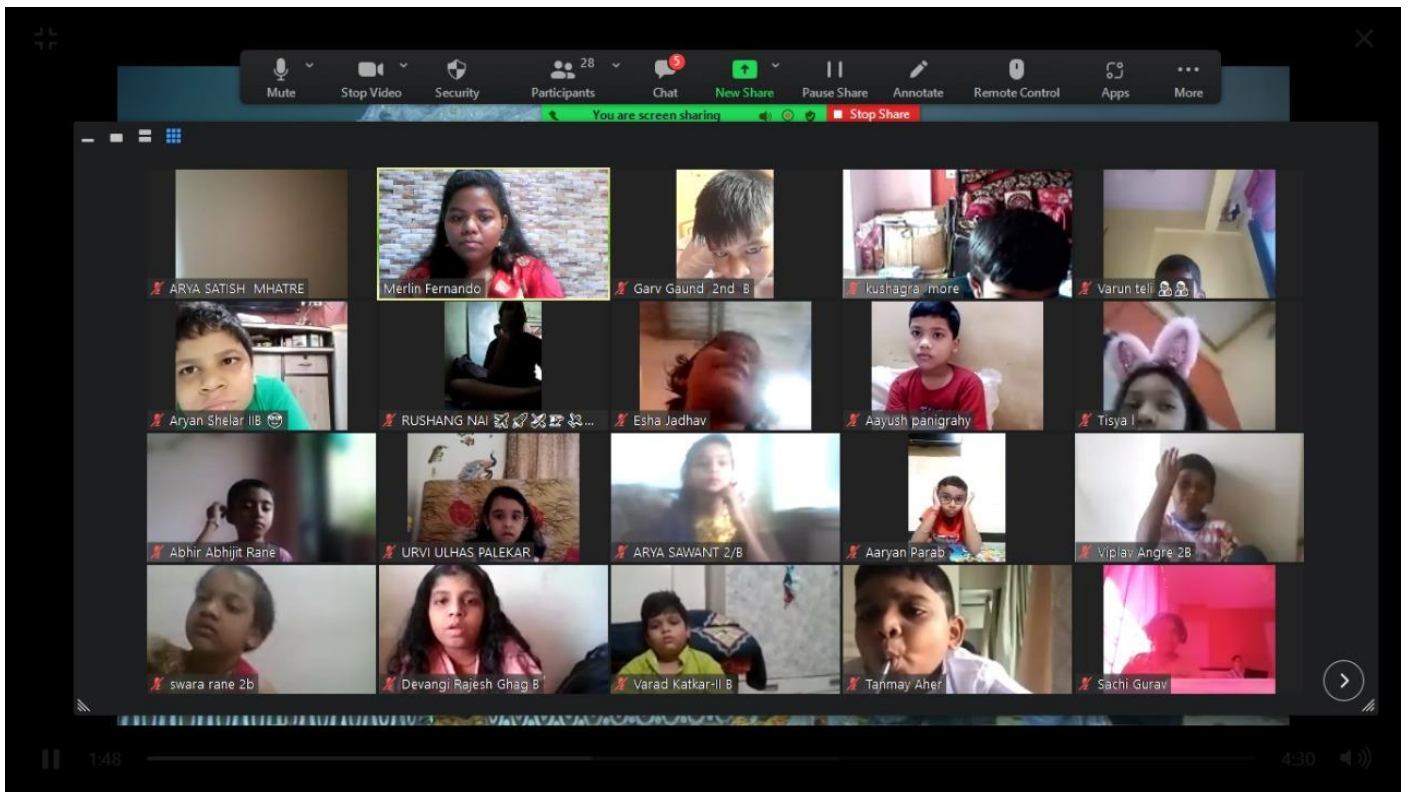 28
5
Mute Stop Video Security Participants Chat New Share Pause Share Annotate Remote Control Apps More
You are screen sharing Stop Share
ARYA SATISH MHATRE Merlin Fernando Garv Gaund 2nd B kushagra more Varun teli
Aryan Shelar IIB RUSHANG NAI ... Esha Jadhav Aayush panigrahy Tisya l
Abhir Abhijit Rane URVI ULHAS PALEKAR ARYA SAWANT 2/B Aaryan Parab Viplav Angre 2B
swara rane 2b Devangi Rajesh Ghag B Varad Katkar-II B Tanmay Aher Sachi Gurav
1:48 4:30